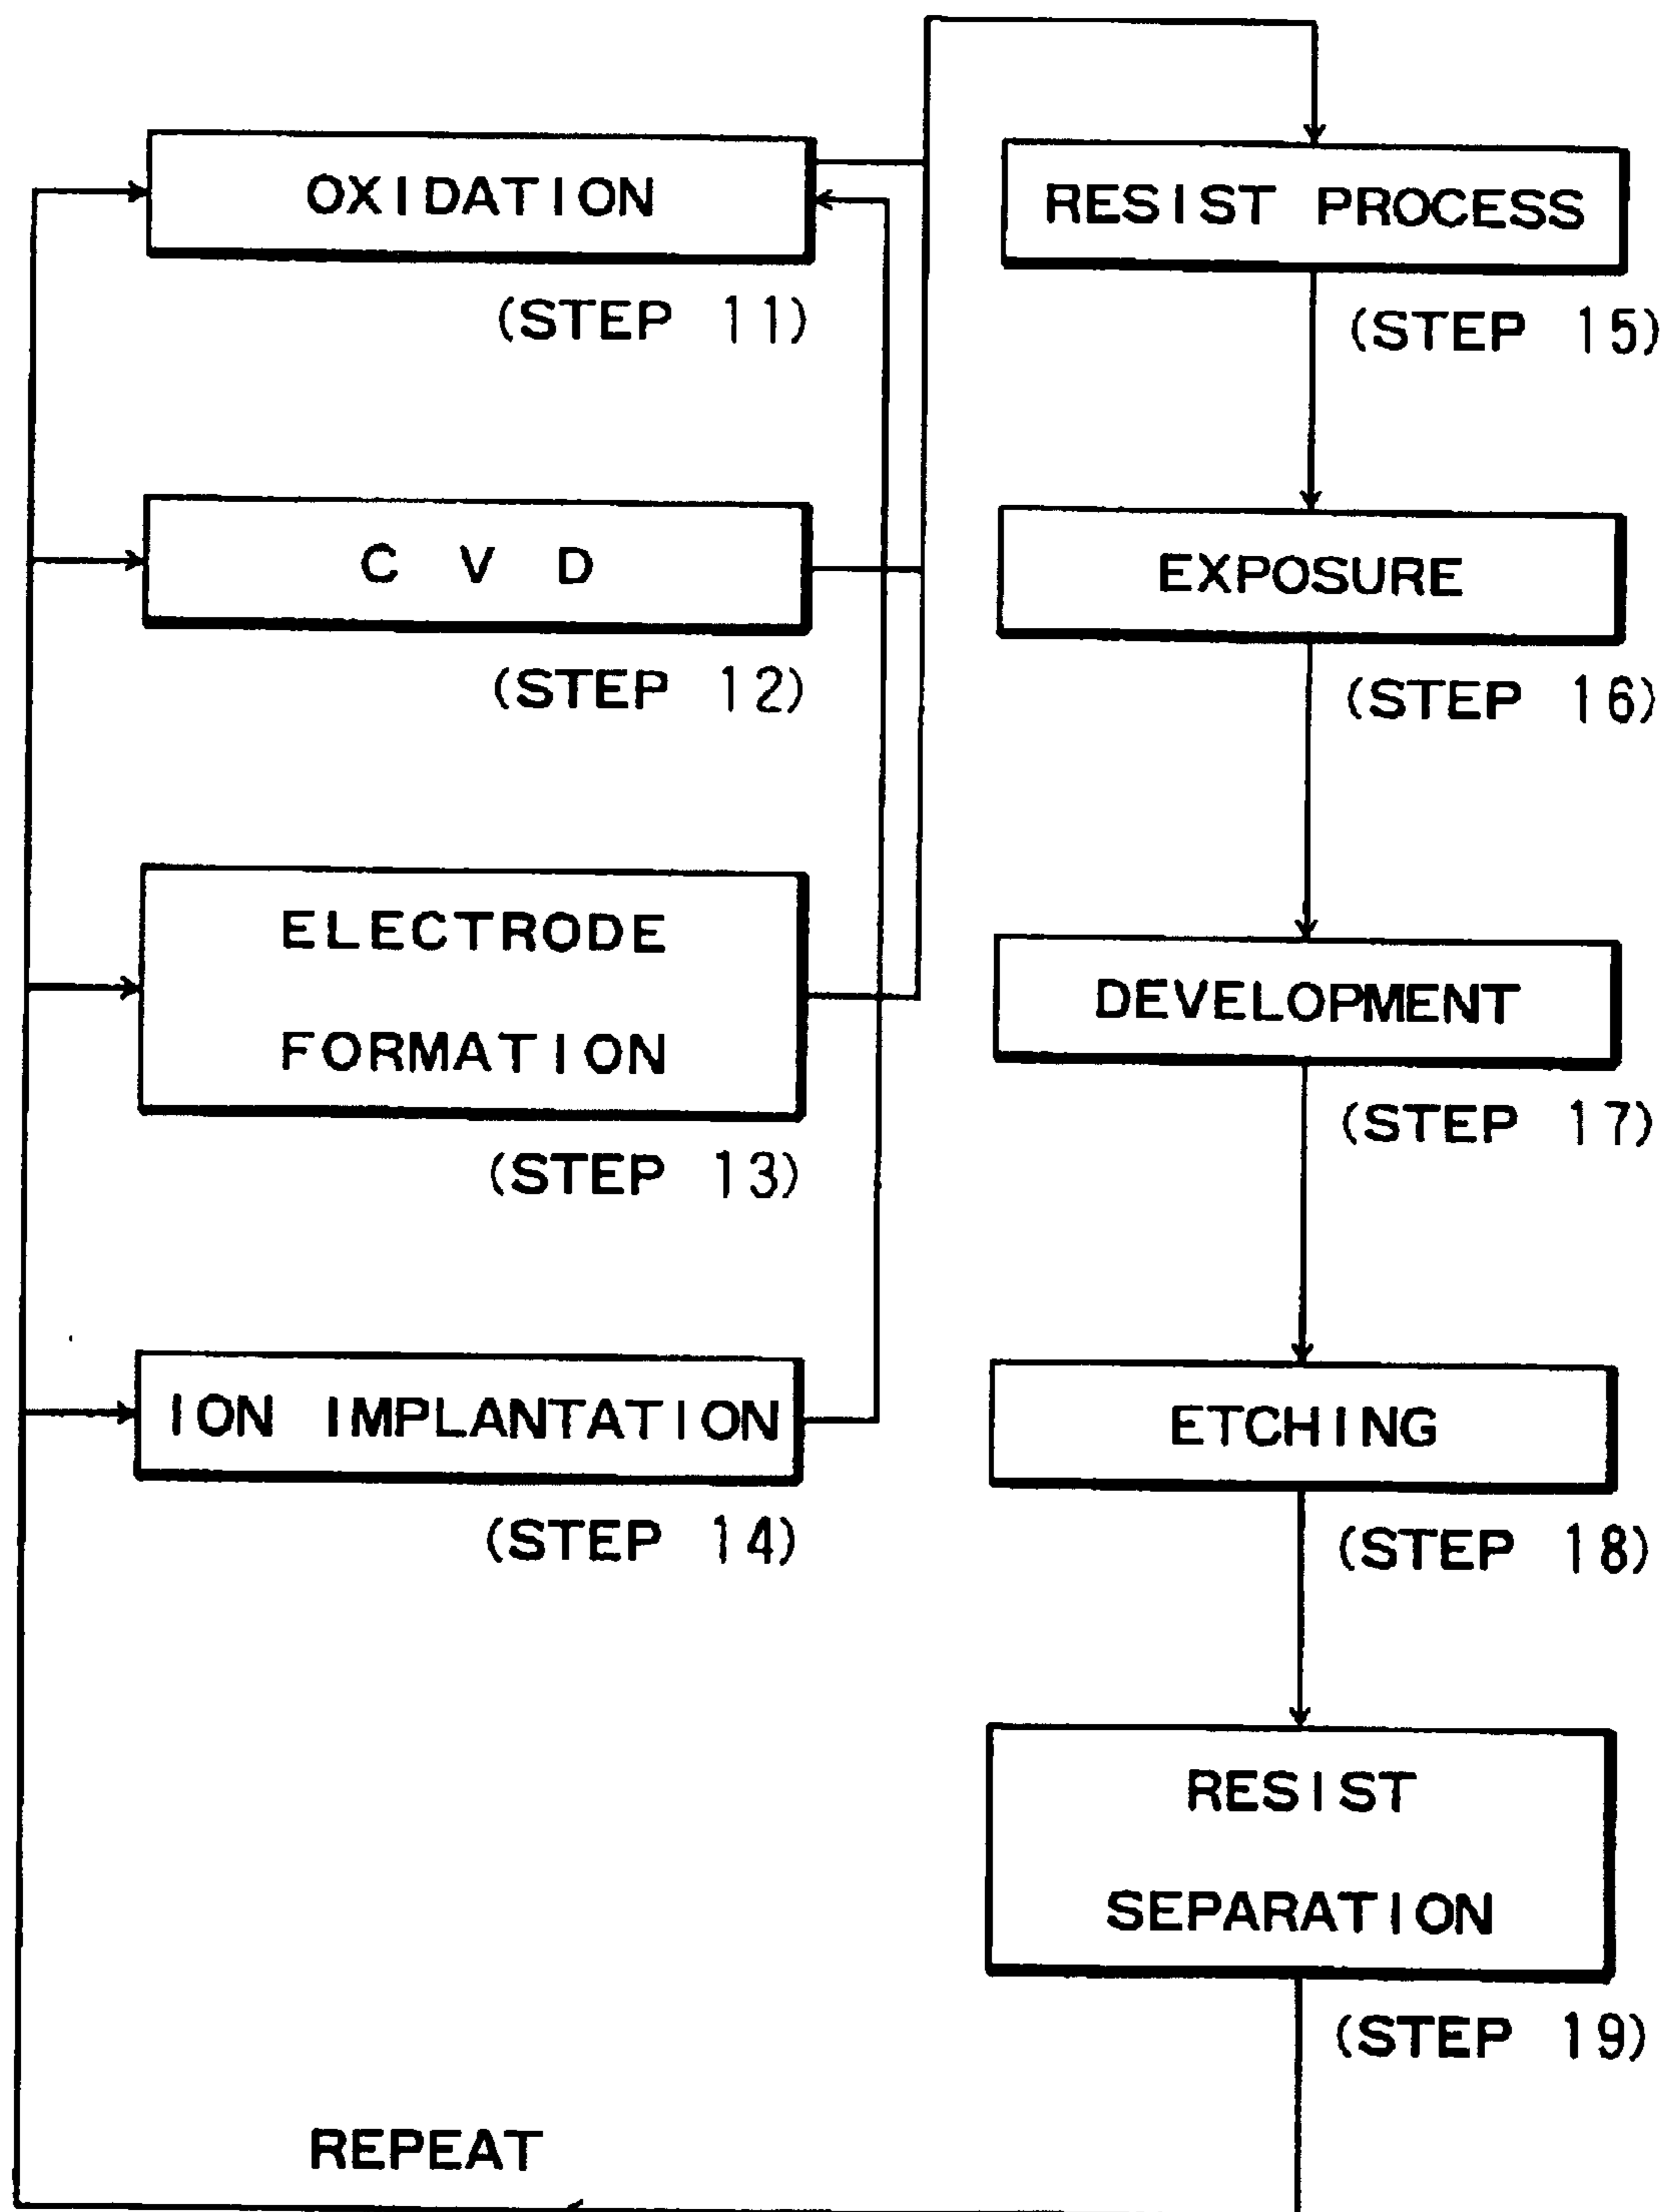 OXIDATION
(STEP 11)
C V D
(STEP 12)
ELECTRODE
FORMATION
(STEP 13)
ION IMPLANTATION
(STEP 14)
RESIST PROCESS
(STEP 15)
EXPOSURE
(STEP 16)
DEVELOPMENT
(STEP 17)
ETCHING
(STEP 18)
RESIST
SEPARATION
(STEP 19)
REPEAT